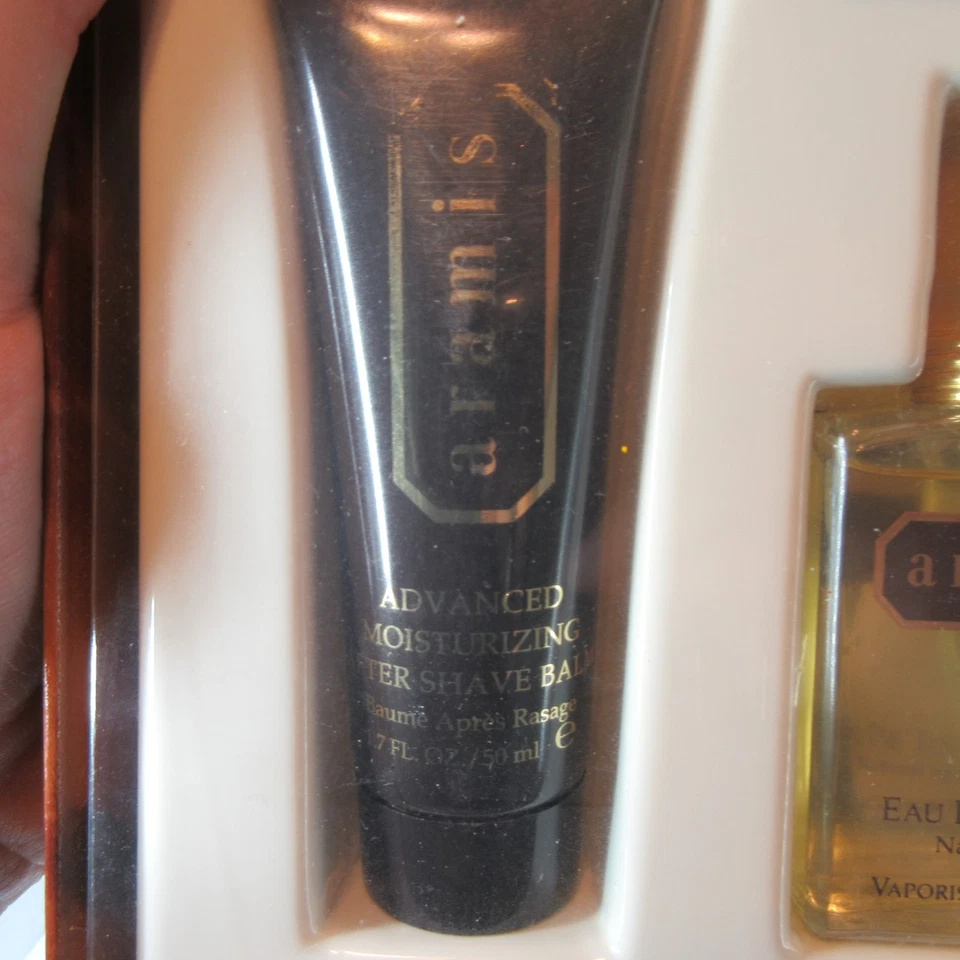 aramis
ADVANCED
MOISTURIZING
TER SHAVE BAL
Baume Après Rasage
.7 FL. OZ. / 50 ml e
a
EAU
Na
VAPORIS